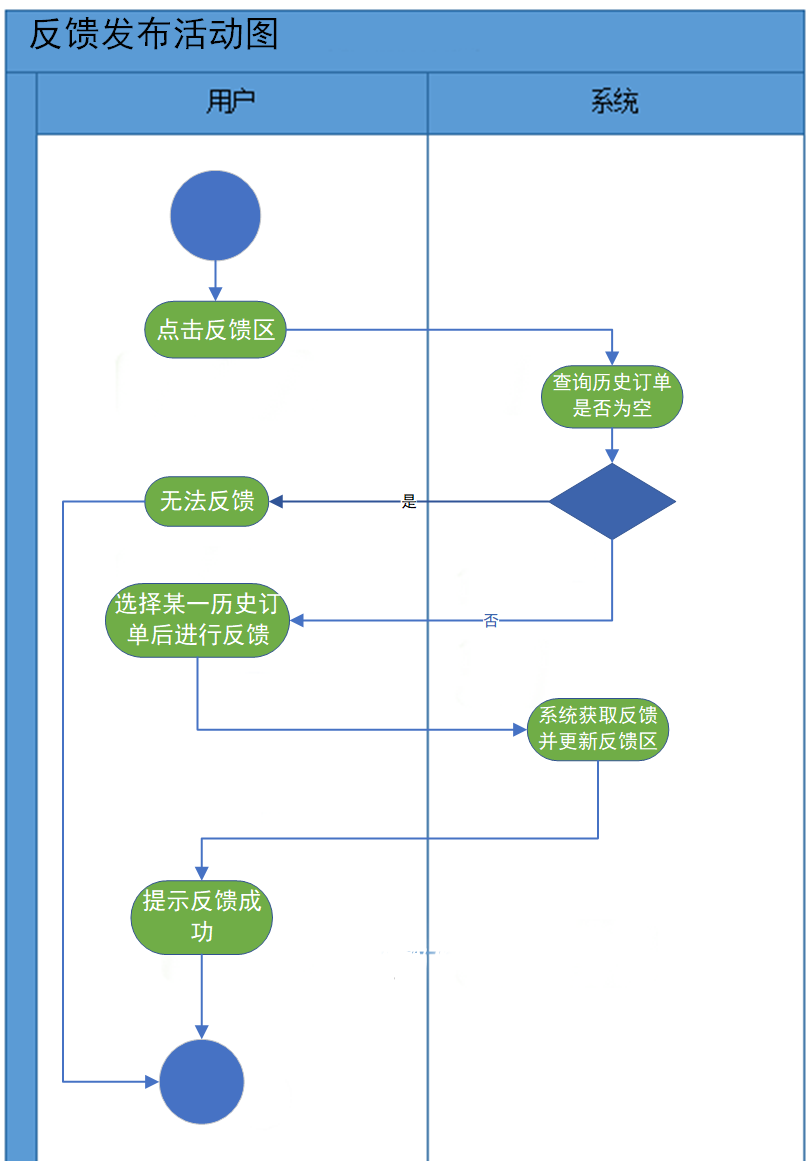 反馈发布活动图
用户
系统
点击反馈区
查询历史订单
是否为空
无法反馈
是
选择某一历史订
单后进行反馈
否
系统获取反馈
并更新反馈区
提示反馈成
功